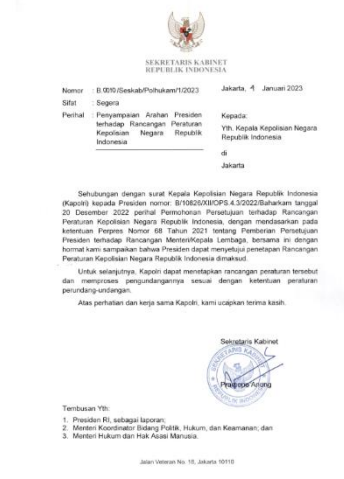 SEKRETARIS KABINET
REPUBLIK INDONESIA
Nomor : B.0010/Seskab/Polhukam/1/2023
Jakarta, 9 Januari 2023
Sifat : Segera
Perihal : Penyampaian Arahan Presiden
terhadap Rancangan Peraturan
Kepolisian Negara Republik
Indonesia
Kepada:
Yth. Kepala Kepolisian Negara
Republik Indonesia
di
Jakarta
Sehubungan dengan surat Kepala Kepolisian Negara Republik Indonesia
(Kapolri) kepada Presiden nomor: B/10826/XII/OPS.4.3/2022/Baharkam tanggal
20 Desember 2022 perihal Permohonan Persetujuan terhadap Rancangan
Peraturan Kepolisian Negara Republik Indonesia, dengan mendasarkan pada
ketentuan Perpres Nomor 68 Tahun 2021 tentang Pemberian Persetujuan
Presiden terhadap Rancangan Menteri/Kepala Lembaga, bersama ini dengan
hormat kami sampaikan bahwa Presiden dapat menyetujui penetapan Rancangan
Peraturan Kepolisian Negara Republik Indonesia dimaksud.
Untuk selanjutnya, Kapolri dapat menetapkan rancangan peraturan tersebut
dan memproses pengundangannya sesuai dengan ketentuan peraturan
perundang-undangan.
Atas perhatian dan kerja sama Kapolri, kami ucapkan terima kasih.
Sekretaris Kabinet
SEKRETARIS KABINET
REPUBLIK INDONESIA
Pramono Anung
Tembusan Yth:
1. Presiden RI, sebagai laporan;
2. Menteri Koordinator Bidang Politik, Hukum, dan Keamanan; dan
3. Menteri Hukum dan Hak Asasi Manusia.
Jalan Veteran No. 18, Jakarta 10110